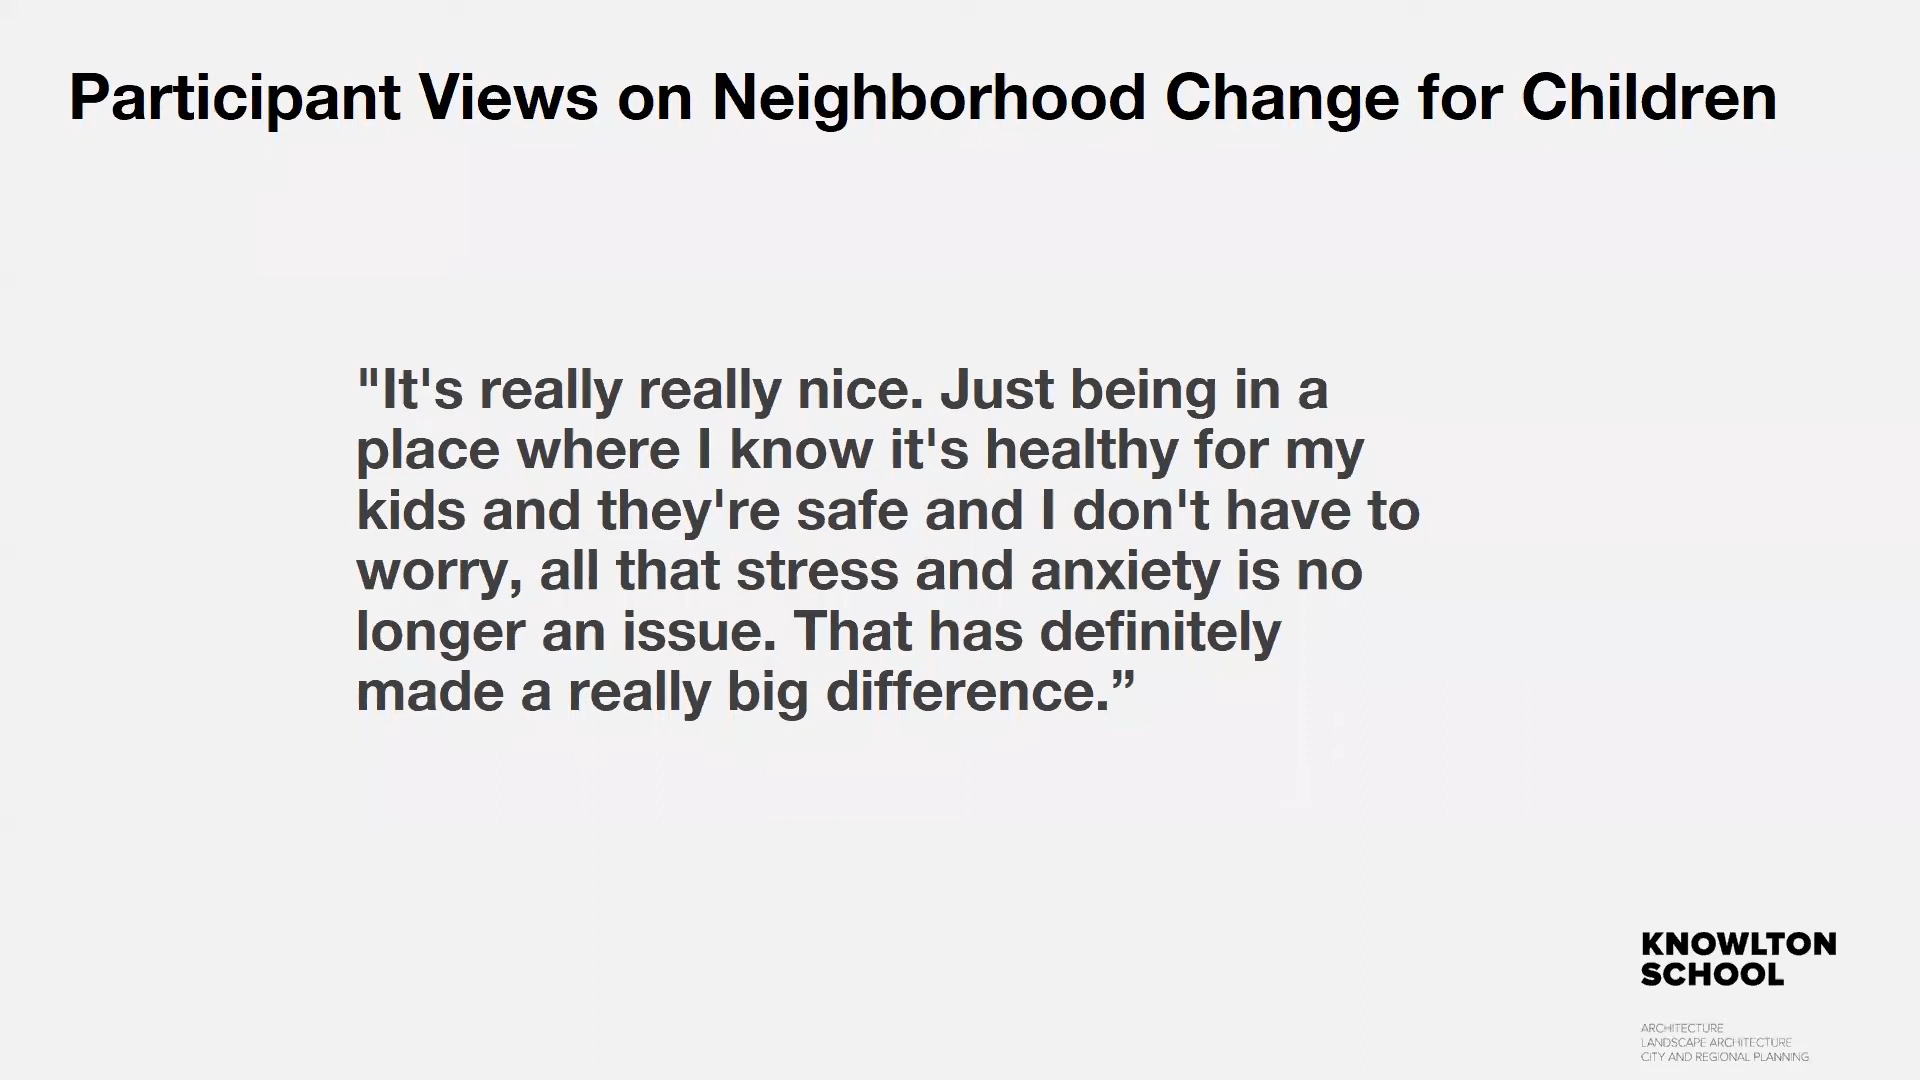 Participant Views on Neighborhood Change for Children
"It's really really nice. Just being in a
place where I know it's healthy for my
kids and they're safe and I don't have to
worry, all that stress and anxiety is no
longer an issue. That has definitely
made a really big difference.”
KNOWLTON
SCHOOL
ARCHITECTURE
LANDSCAPE ARCHITECTURE
CITY AND REGIONAL PLANNING